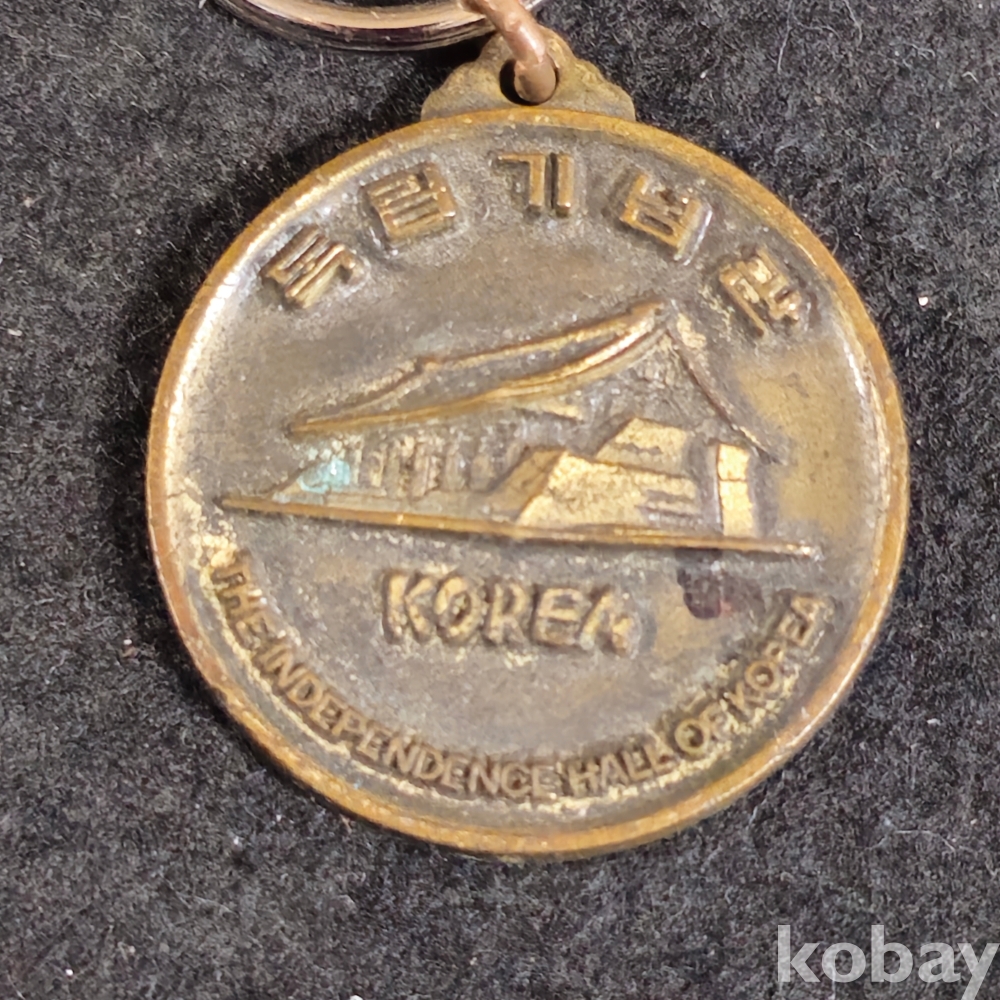 독립기념관
KOREA
THE INDEPENDENCE HALL OF KOREA
kobay